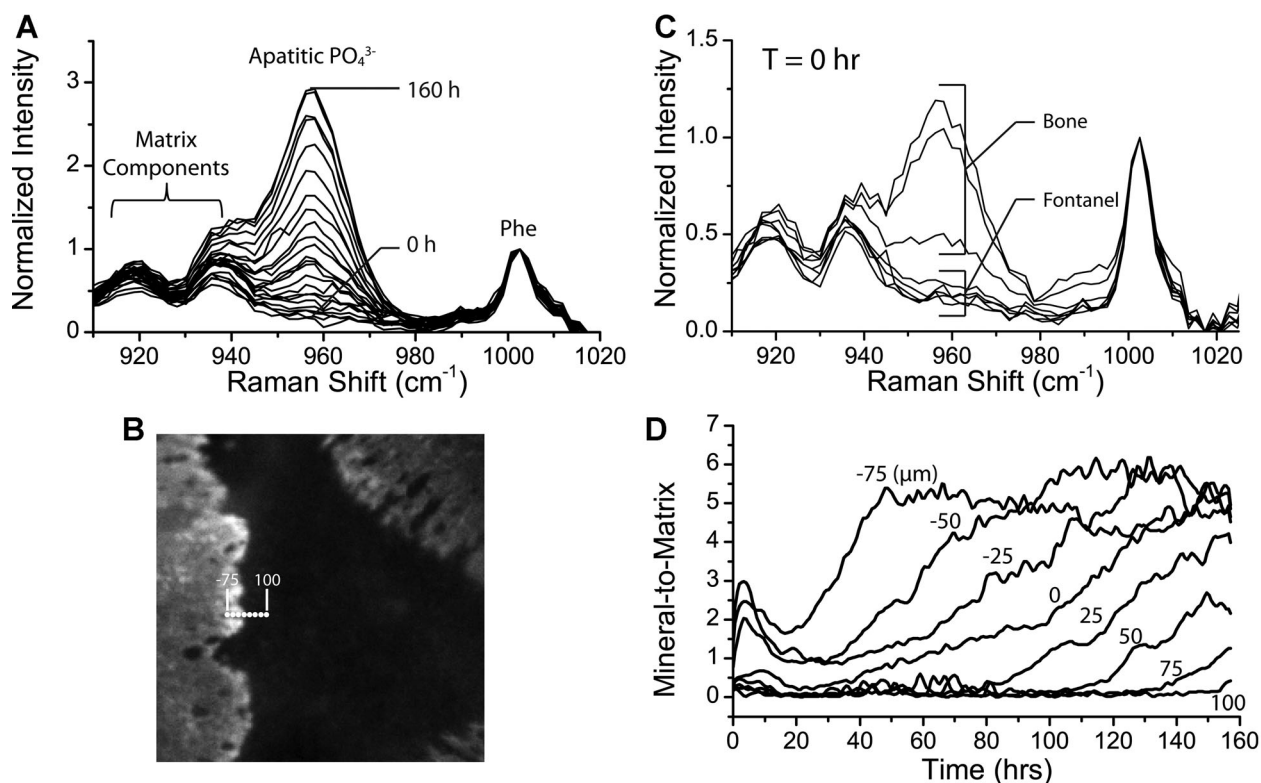 A
Apatitic PO₄³⁻
160 h
Matrix
Components
0 h
Phe
Normalized Intensity
3
2
1
0
920
940
960
980
1000
1020
Raman Shift (cm⁻¹)
C
T = 0 hr
Bone
Fontanel
Normalized Intensity
1.5
1.0
0.5
0.0
920
940
960
980
1000
1020
Raman Shift (cm⁻¹)
B
-75
100
D
-75 (μm)
-50
-25
0
25
50
75
100
Mineral-to-Matrix
7
6
5
4
3
2
1
0
0
20
40
60
80
100
120
140
160
Time (hrs)